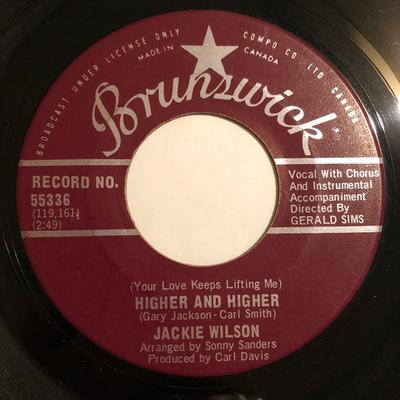 BROADCAST UNDER LICENSE ONLY
COMPO CO LTD. CANADA
MADE IN CANADA
Brunswick
RECORD NO.
55336
(119,161)
(2:49)
Vocal With Chorus
And Instrumental
Accompaniment
Directed By
GERALD SIMS
(Your Love Keeps Lifting Me)
HIGHER AND HIGHER
(Gary Jackson-Carl Smith)
JACKIE WILSON
Arranged by Sonny Sanders
Produced by Carl Davis